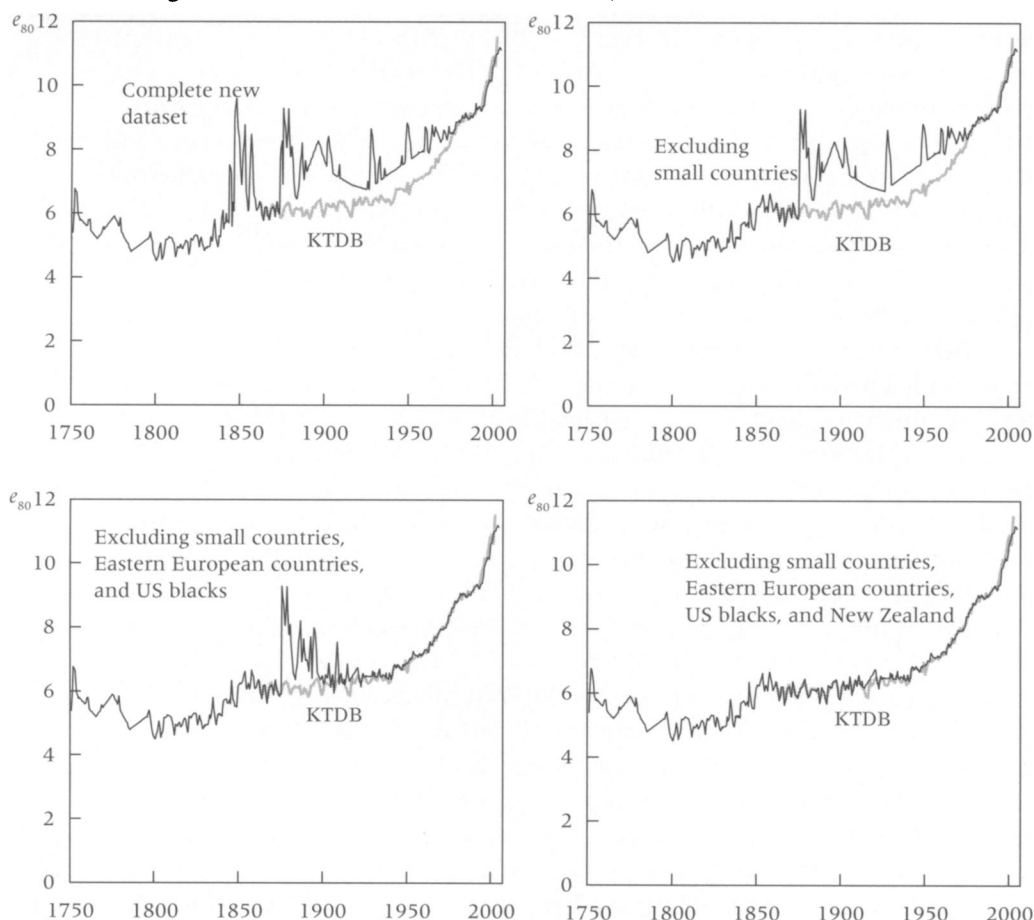 e80 12
10
8
6
4
2
0
Complete new
dataset
KTDB
1750 1800 1850 1900 1950 2000
e80 12
10
8
6
4
2
0
Excluding
small countries
KTDB
1750 1800 1850 1900 1950 2000
e80 12
10
8
6
4
2
0
Excluding small countries,
Eastern European countries,
and US blacks
KTDB
1750 1800 1850 1900 1950 2000
e80 12
10
8
6
4
2
0
Excluding small countries,
Eastern European countries,
US blacks, and New Zealand
KTDB
1750 1800 1850 1900 1950 2000